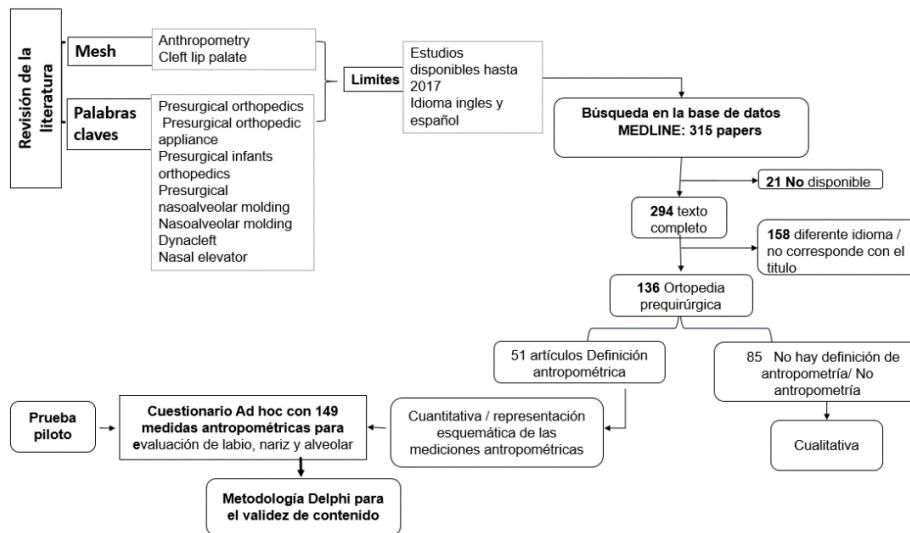 Revisión de la
literatura
Mesh
Anthropometry
Cleft lip palate
Palabras
claves
Presurgical orthopedics
Presurgical orthopedic
appliance
Presurgical infants
orthopedics
Presurgical
nasoalveolar molding
Nasoalveolar molding
Dynacleft
Nasal elevator
Limites
Estudios
disponibles hasta
2017
Idioma ingles y
español
Búsqueda en la base de datos
MEDLINE: 315 papers
21 No disponible
294 texto
completo
158 diferente idioma /
no corresponde con el
titulo
136 Ortopedia
prequirúrgica
51 artículos Definición
antropométrica
85 No hay definición de
antropometría/ No
antropometría
Cualitativa
Cuantitativa / representación
esquemática de las
mediciones antropométricas
Prueba
piloto
Cuestionario Ad hoc con 149
medidas antropométricas para
evaluación de labio, nariz y alveolar
Metodología Delphi para
el validez de contenido